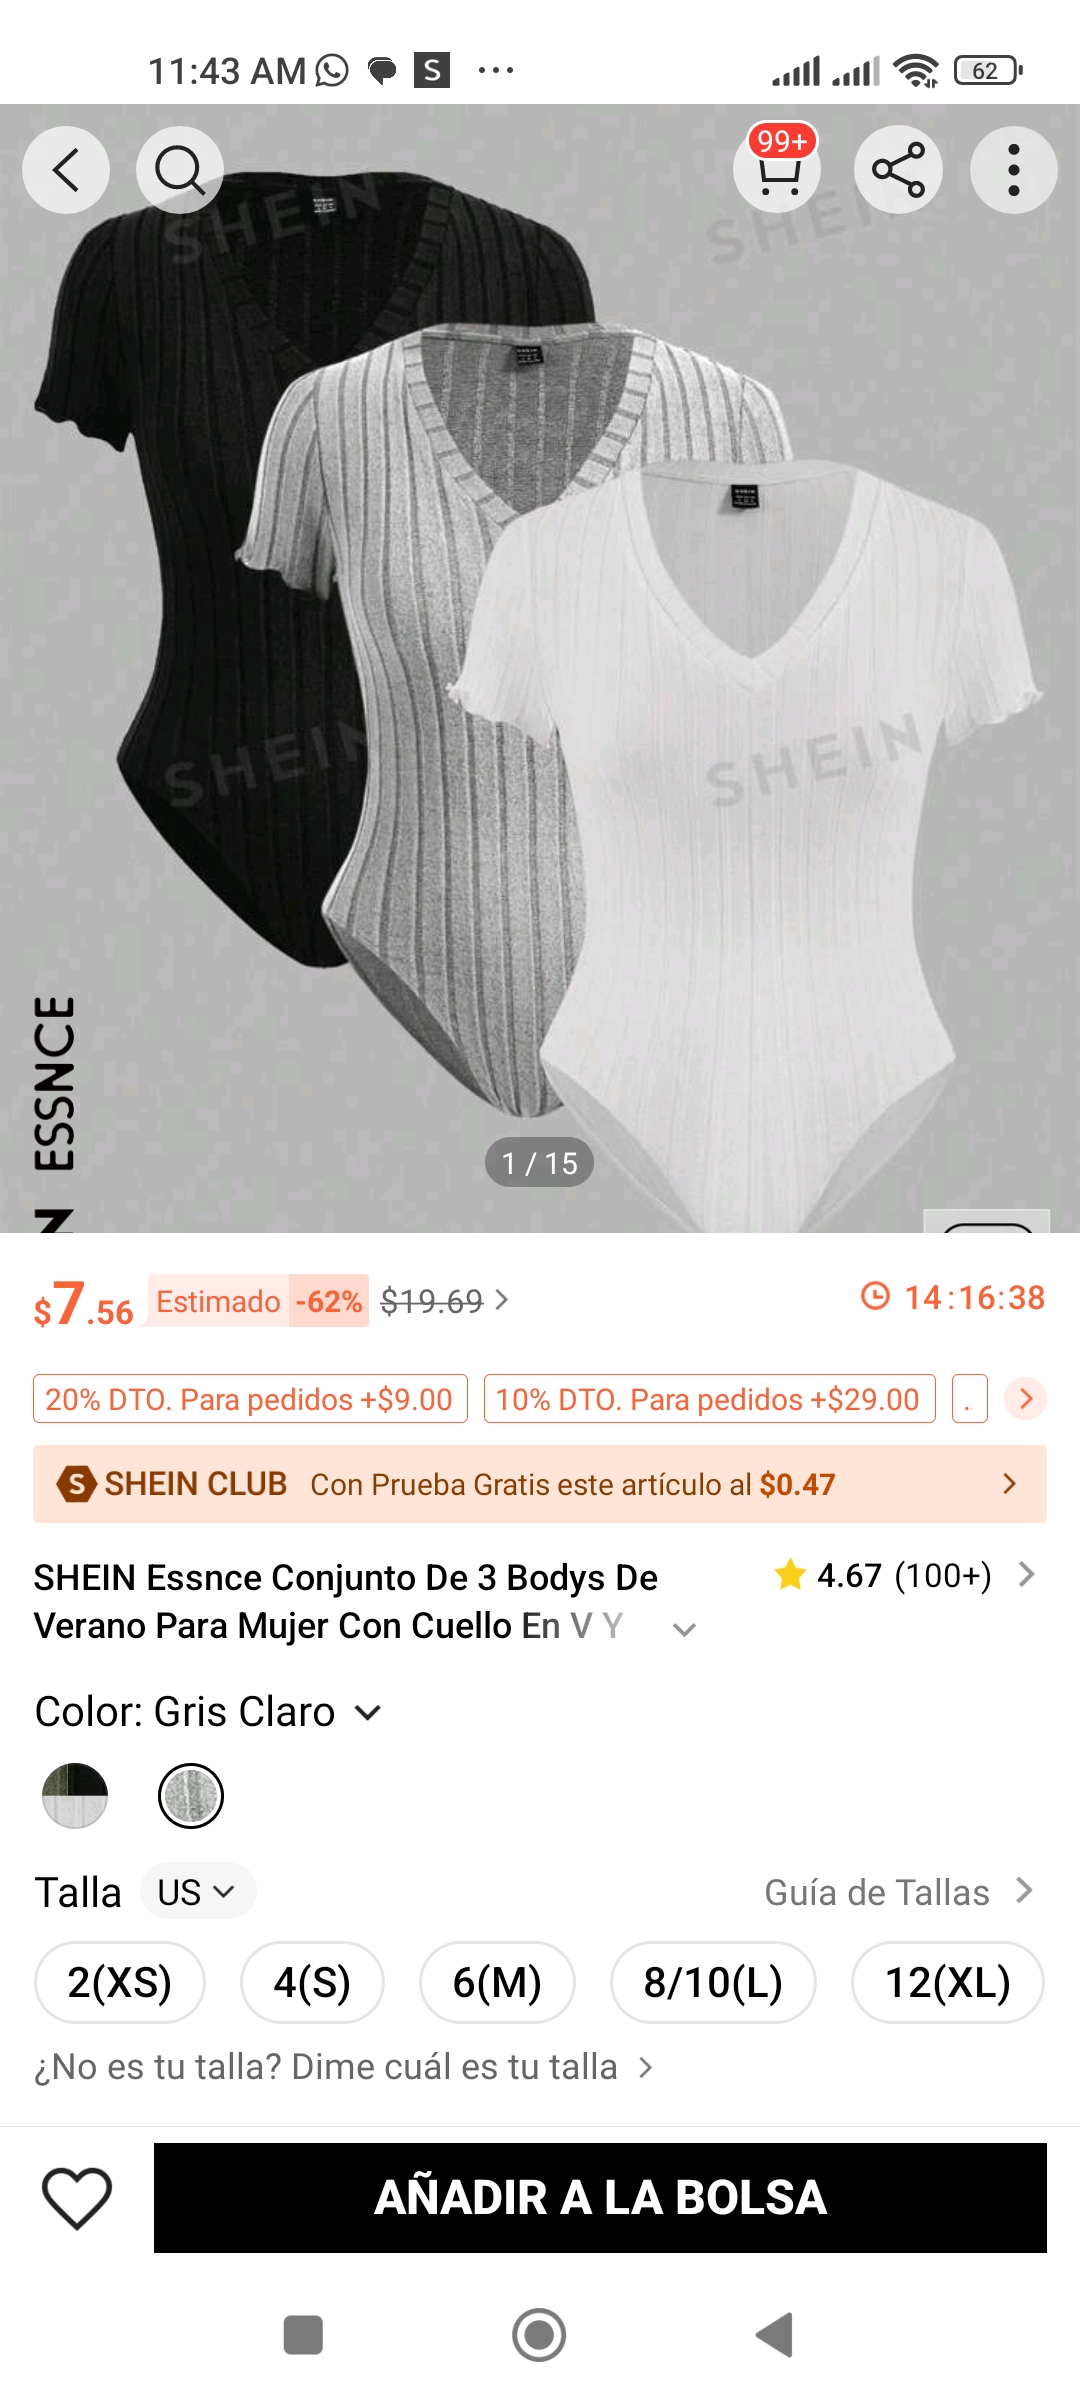 11:43 AM S ...
62
99+
SHEIN
SHEIN
SHEIN
SHEIN
ESSNCE
1 / 15
$7.56 Estimado -62% $19.69
14:16:38
20% DTO. Para pedidos +$9.00
10% DTO. Para pedidos +$29.00
S SHEIN CLUB Con Prueba Gratis este artículo al $0.47
SHEIN Essnce Conjunto De 3 Bodys De
Verano Para Mujer Con Cuello En V Y
4.67 (100+)
Color: Gris Claro
Talla US
Guía de Tallas
2(XS) 4(S) 6(M) 8/10(L) 12(XL)
¿No es tu talla? Dime cuál es tu talla
AÑADIR A LA BOLSA